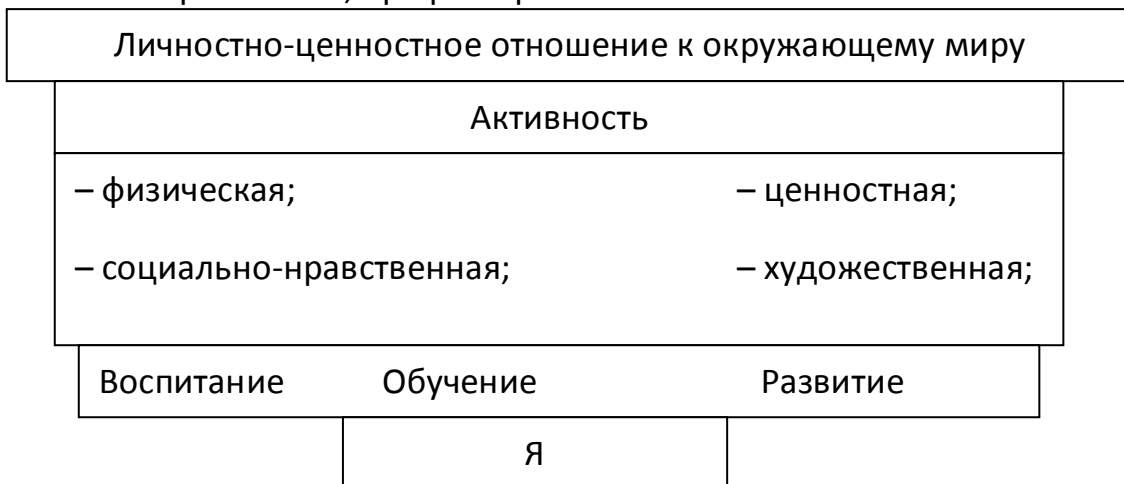 Личностно-ценностное отношение к окружающему миру
Активность
– физическая; – ценностная;
– социально-нравственная; – художественная;
Воспитание Обучение Развитие
Я